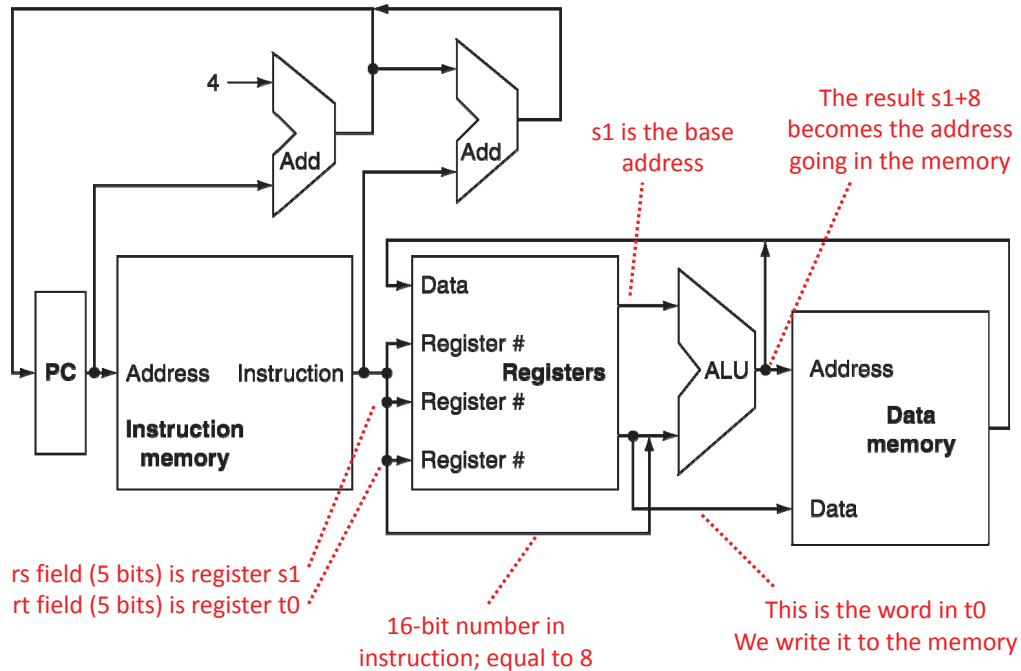 4
Add
Add
s1 is the base
address
The result s1+8
becomes the address
going in the memory
PC
Address
Instruction
Instruction
memory
Data
Register #
Register #
Register #
Registers
ALU
Address
Data
memory
Data
rs field (5 bits) is register s1
rt field (5 bits) is register t0
16-bit number in
instruction; equal to 8
This is the word in t0
We write it to the memory